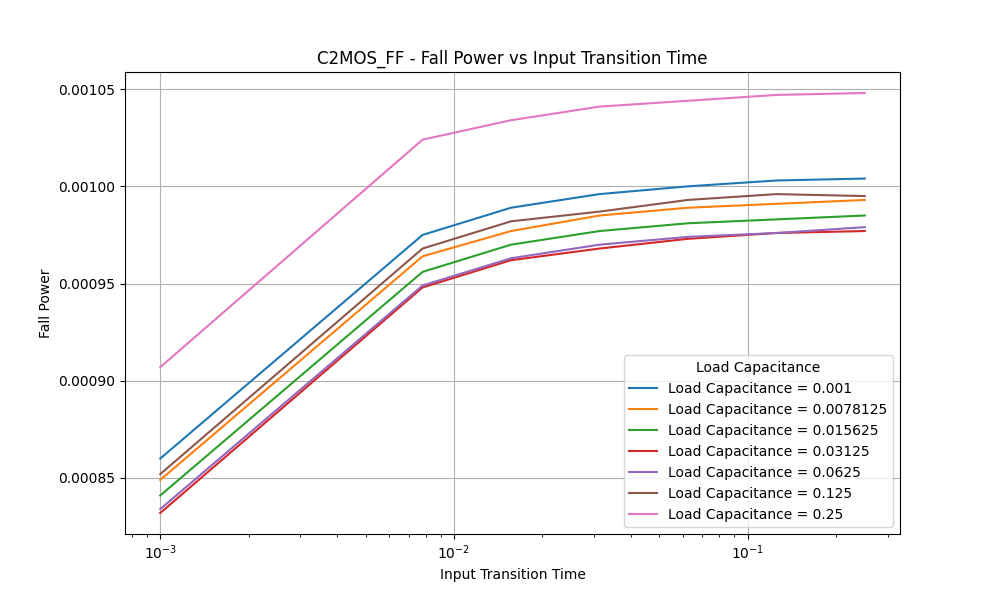 C2MOS_FF - Fall Power vs Input Transition Time
Fall Power
0.00105
0.00100
0.00095
0.00090
0.00085
Load Capacitance
Load Capacitance = 0.001
Load Capacitance = 0.0078125
Load Capacitance = 0.015625
Load Capacitance = 0.03125
Load Capacitance = 0.0625
Load Capacitance = 0.125
Load Capacitance = 0.25
10⁻³ 10⁻² 10⁻¹
Input Transition Time